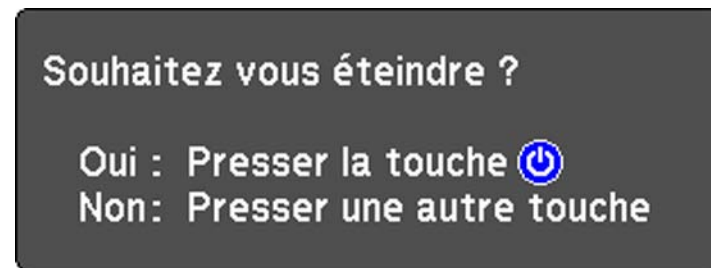 Souhaitez vous éteindre ?
Oui : Presser la touche
Non: Presser une autre touche